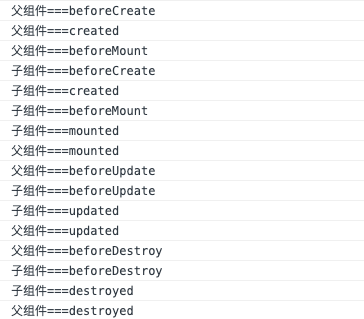 父组件===beforeCreate
父组件===created
父组件===beforeMount
子组件===beforeCreate
子组件===created
子组件===beforeMount
子组件===mounted
父组件===mounted
父组件===beforeUpdate
子组件===beforeUpdate
子组件===updated
父组件===updated
父组件===beforeDestroy
子组件===beforeDestroy
子组件===destroyed
父组件===destroyed